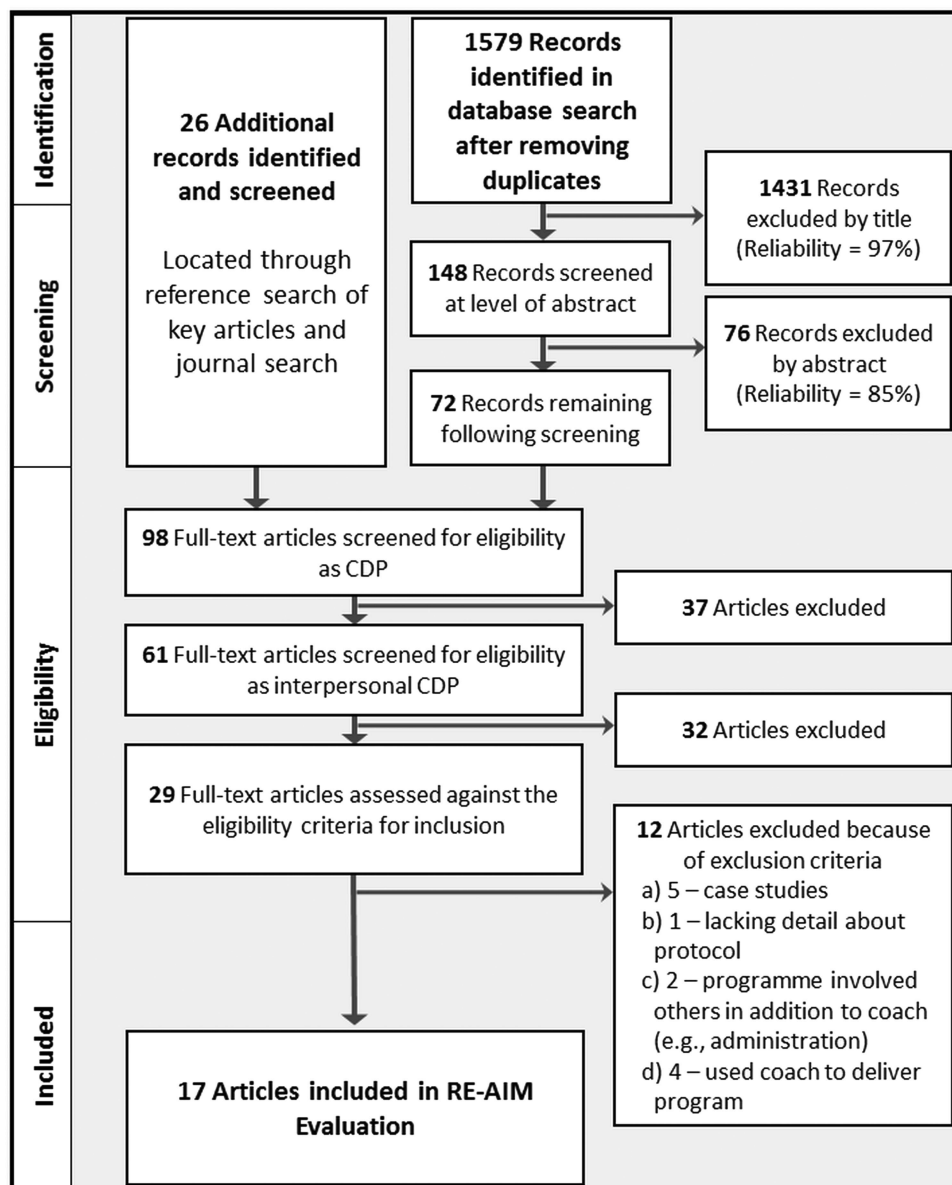 Identification
26 Additional
records identified
and screened
Located through
reference search of
key articles and
journal search
1579 Records
identified in
database search
after removing
duplicates
1431 Records
excluded by title
(Reliability = 97%)
Screening
148 Records screened
at level of abstract
76 Records excluded
by abstract
(Reliability = 85%)
72 Records remaining
following screening
Eligibility
98 Full-text articles screened for eligibility
as CDP
37 Articles excluded
61 Full-text articles screened for eligibility
as interpersonal CDP
32 Articles excluded
29 Full-text articles assessed against the
eligibility criteria for inclusion
12 Articles excluded because
of exclusion criteria
a) 5 – case studies
b) 1 – lacking detail about
protocol
c) 2 – programme involved
others in addition to coach
(e.g., administration)
d) 4 – used coach to deliver
program
Included
17 Articles included in RE-AIM
Evaluation